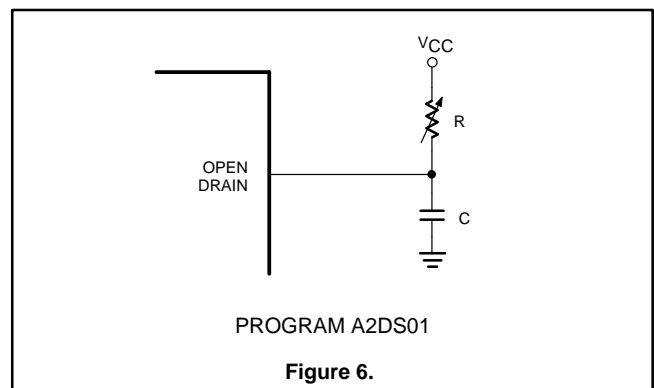 VCC
R
OPEN
DRAIN
C
PROGRAM A2DS01
Figure 6.